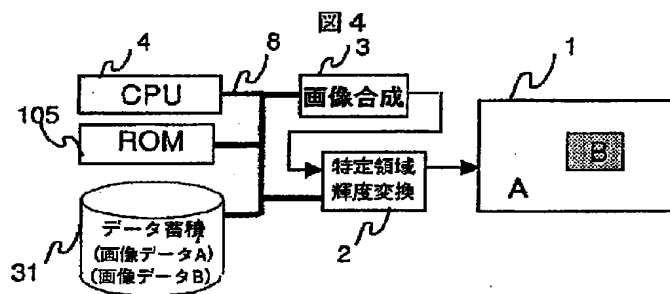 図4
4
8
3
1
CPU
画像合成
105
ROM
B
特定領域
輝度変換
A
データ蓄積
(画像データA)
(画像データB)
31
2